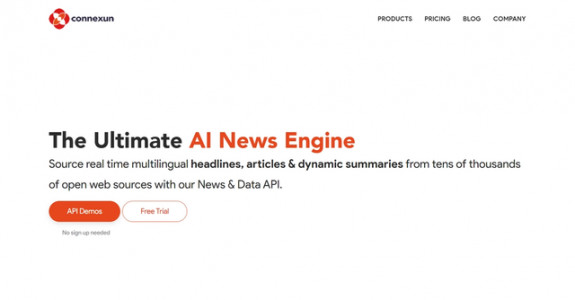 connexun
PRODUCTS PRICING BLOG COMPANY
The Ultimate AI News Engine
Source real time multilingual headlines, articles & dynamic summaries from tens of thousands
of open web sources with our News & Data API.
API Demos Free Trial
No sign up needed